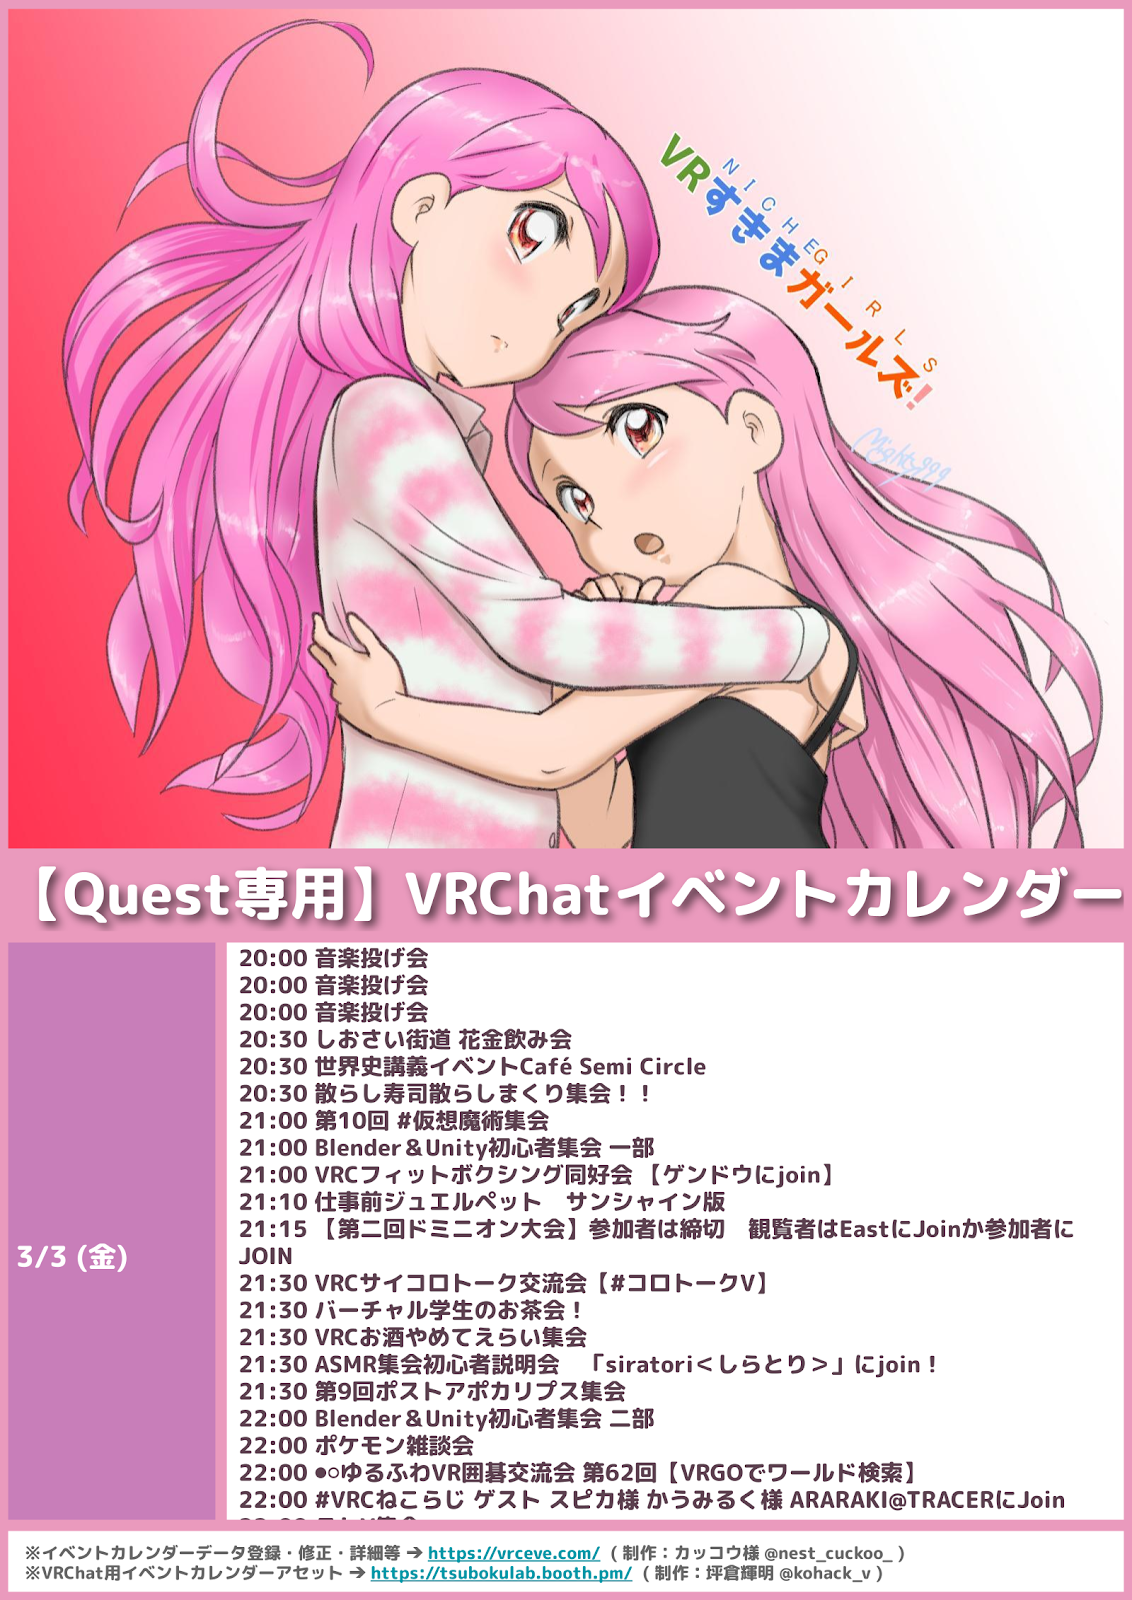 NICHE GIRLS
VRすきまガールズ!
Mighty999
【Quest専用】VRChatイベントカレンダー
3/3 (金)
20:00 音楽投げ会
20:00 音楽投げ会
20:00 音楽投げ会
20:30 しおさい街道 花金飲み会
20:30 世界史講義イベントCafé Semi Circle
20:30 散らし寿司散らしまくり集会！！
21:00 第10回 #仮想魔術集会
21:00 Blender＆Unity初心者集会 一部
21:00 VRCフィットボクシング同好会 【ゲンドウにjoin】
21:10 仕事前ジュエルペット　サンシャイン版
21:15 【第二回ドミニオン大会】参加者は締切　観覧者はEastにJoinか参加者に
JOIN
21:30 VRCサイコロトーク交流会【#コロトークV】
21:30 バーチャル学生のお茶会！
21:30 VRCお酒やめてえらい集会
21:30 ASMR集会初心者説明会　「siratori＜しらとり＞」にjoin！
21:30 第9回ポストアポカリプス集会
22:00 Blender＆Unity初心者集会 二部
22:00 ポケモン雑談会
22:00 ●○ゆるふわVR囲碁交流会 第62回【VRGOでワールド検索】
22:00 #VRCねこらじ ゲスト スピカ様 かうみるく様 ARARAKI@TRACERにJoin
※イベントカレンダーデータ登録・修正・詳細等 ➔ https://vrceve.com/ （ 制作：カッコウ様 @nest_cuckoo_ ）
※VRChat用イベントカレンダーアセット ➔ https://tsubokulab.booth.pm/ （ 制作：坪倉輝明 @kohack_v ）